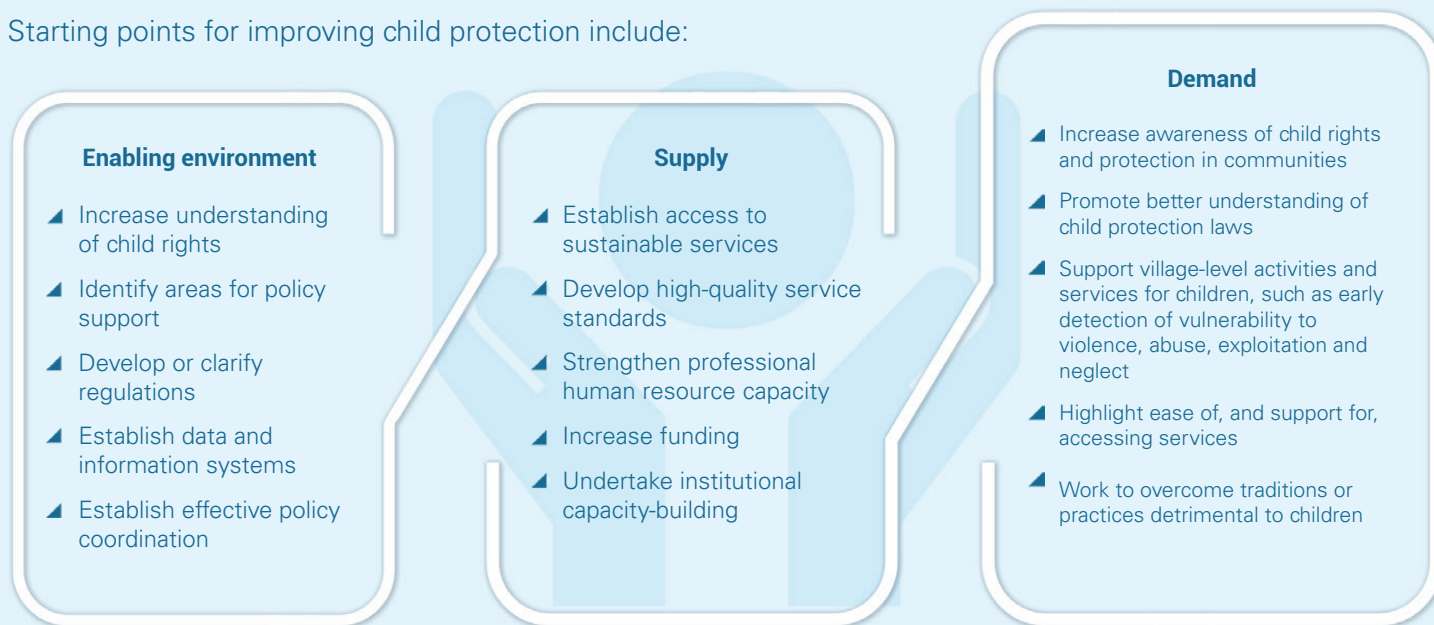 Starting points for improving child protection include:
Enabling environment
Increase understanding
of child rights
Identify areas for policy
support
Develop or clarify
regulations
Establish data and
information systems
Establish effective policy
coordination
Supply
Establish access to
sustainable services
Develop high-quality service
standards
Strengthen professional
human resource capacity
Increase funding
Undertake institutional
capacity-building
Demand
Increase awareness of child rights
and protection in communities
Promote better understanding of
child protection laws
Support village-level activities and
services for children, such as early
detection of vulnerability to
violence, abuse, exploitation and
neglect
Highlight ease of, and support for,
accessing services
Work to overcome traditions or
practices detrimental to children